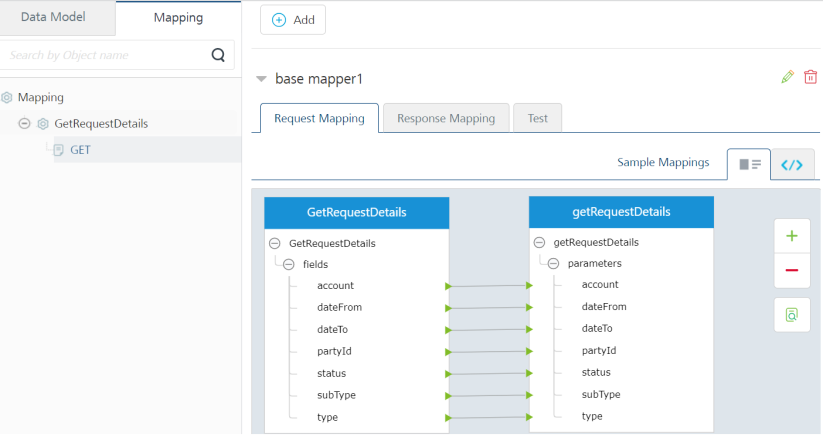 Data Model
Mapping
Search by Object name
Mapping
GetRequestDetails
GET
Add
base mapper1
Request Mapping
Response Mapping
Test
Sample Mappings
</>
GetRequestDetails
GetRequestDetails
fields
account
dateFrom
dateTo
partyId
status
subType
type
getRequestDetails
getRequestDetails
parameters
account
dateFrom
dateTo
partyId
status
subType
type